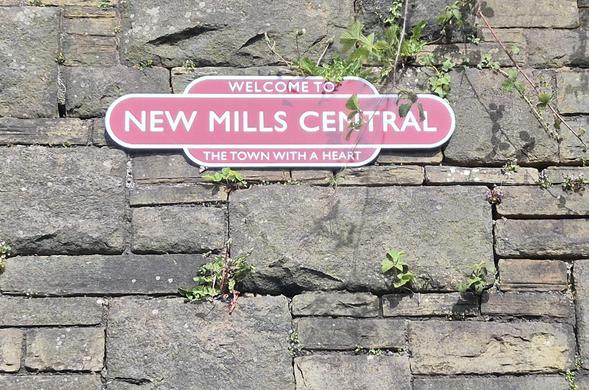 WELCOME TO
NEW MILLS CENTRAL
THE TOWN WITH A HEART